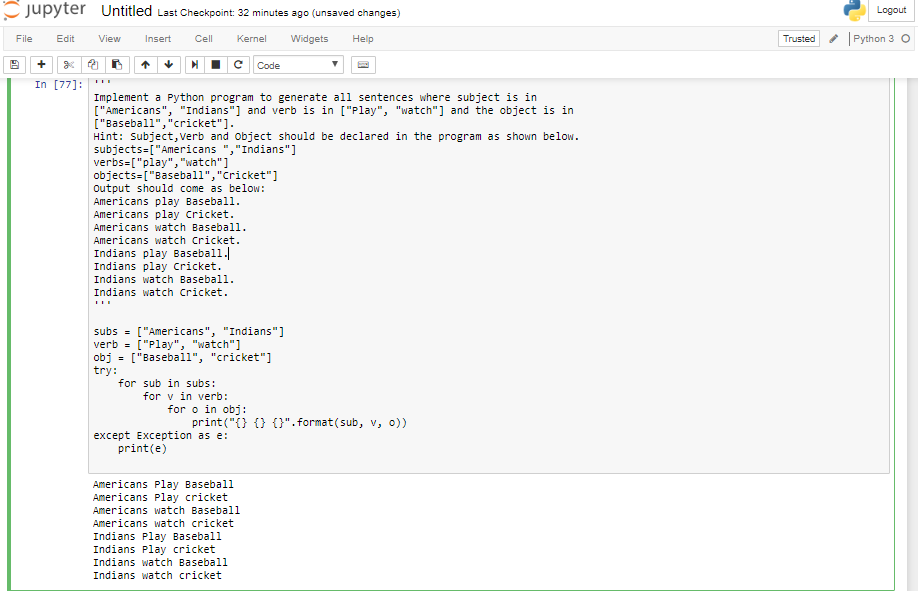 jupyter Untitled Last Checkpoint: 32 minutes ago (unsaved changes) Logout
File Edit View Insert Cell Kernel Widgets Help Trusted Python 3
Code
In [77]: '''
Implement a Python program to generate all sentences where subject is in
["Americans", "Indians"] and verb is in ["Play", "watch"] and the object is in
["Baseball","cricket"].
Hint: Subject,Verb and Object should be declared in the program as shown below.
subjects=["Americans ","Indians"]
verbs=["play","watch"]
objects=["Baseball","Cricket"]
Output should come as below:
Americans play Baseball.
Americans play Cricket.
Americans watch Baseball.
Americans watch Cricket.
Indians play Baseball.
Indians play Cricket.
Indians watch Baseball.
Indians watch Cricket.
'''
subs = ["Americans", "Indians"]
verb = ["Play", "watch"]
obj = ["Baseball", "cricket"]
try:
    for sub in subs:
        for v in verb:
            for o in obj:
                print("{} {} {}".format(sub, v, o))
except Exception as e:
    print(e)
Americans Play Baseball
Americans Play cricket
Americans watch Baseball
Americans watch cricket
Indians Play Baseball
Indians Play cricket
Indians watch Baseball
Indians watch cricket